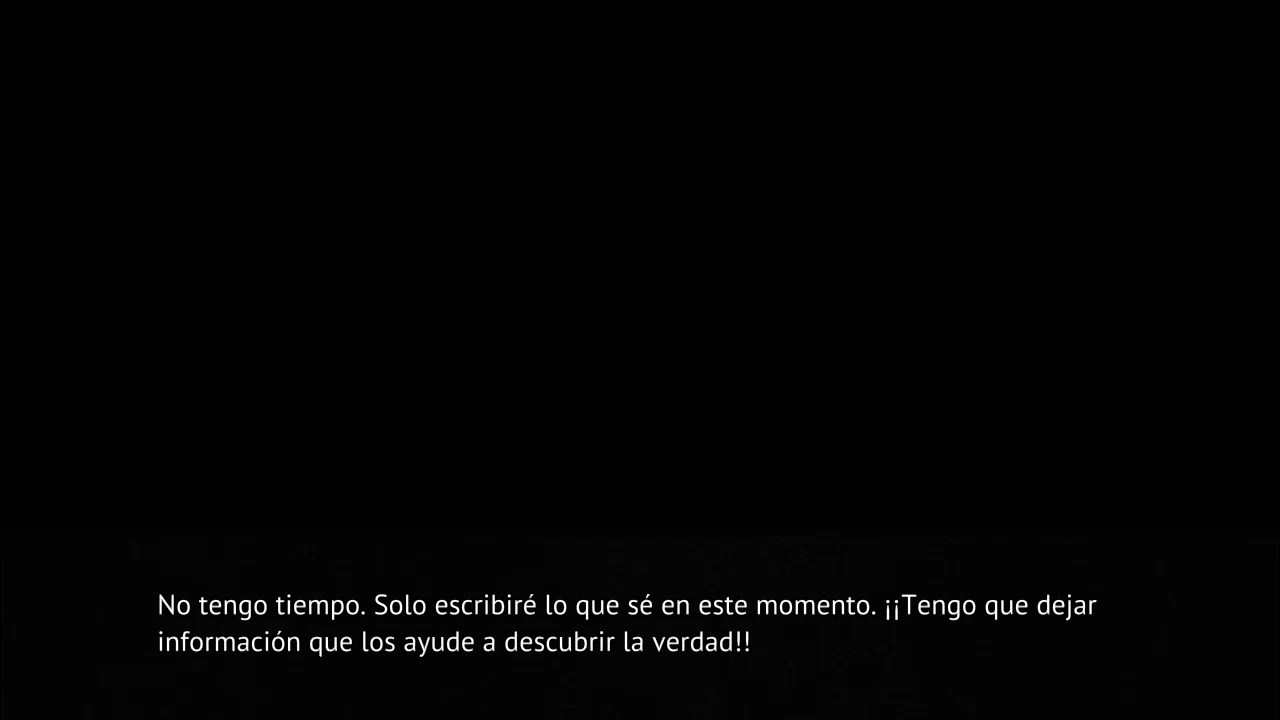 No tengo tiempo. Solo escribiré lo que sé en este momento. ¡¡Tengo que dejar
información que los ayude a descubrir la verdad!!